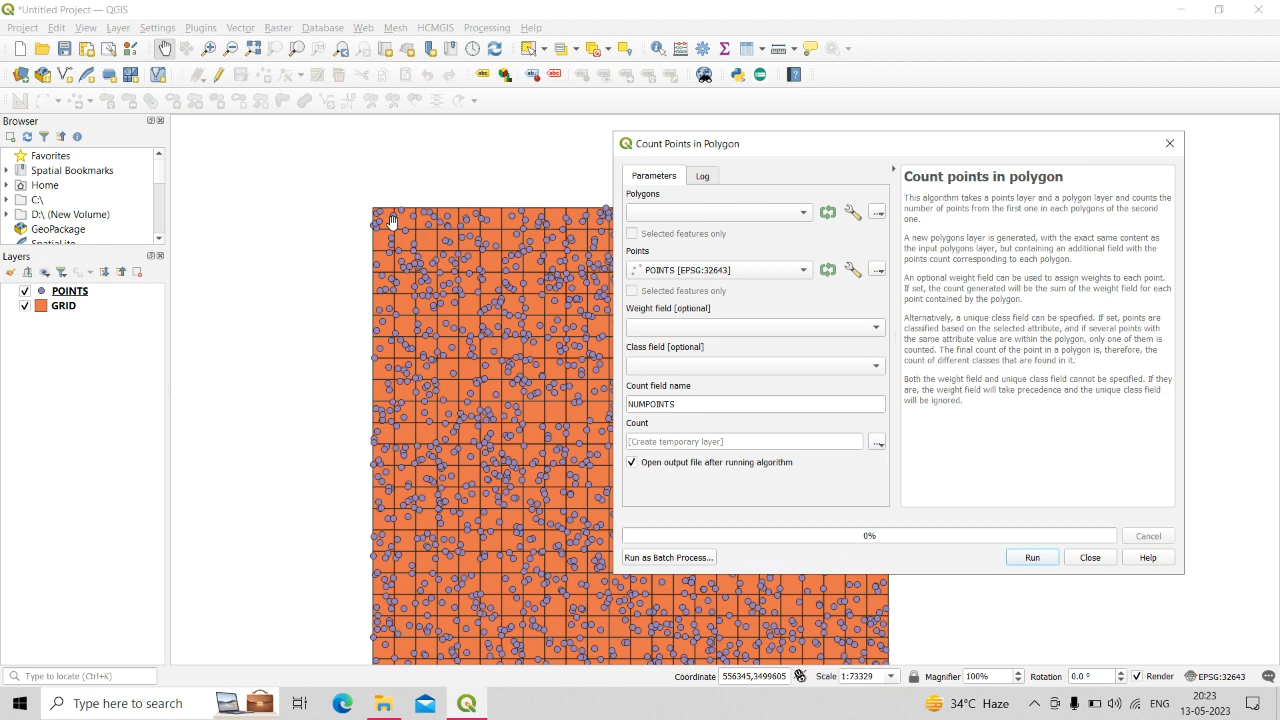 *Untitled Project — QGIS
Project Edit View Layer Settings Plugins Vector Raster Database Web Mesh HCMGIS Processing Help
Browser
Favorites
Spatial Bookmarks
Home
C:\
D:\ (New Volume)
GeoPackage
SpatiaLite
Layers
POINTS
GRID
Count Points in Polygon
Parameters Log
Polygons
Selected features only
Points
POINTS [EPSG:32643]
Selected features only
Weight field [optional]
Class field [optional]
Count field name
NUMPOINTS
Count
[Create temporary layer]
Open output file after running algorithm
Count points in polygon
This algorithm takes a points layer and a polygon layer and counts the
number of points from the first one in each polygons of the second
one.
A new polygons layer is generated, with the exact same content as
the input polygons layer, but containing an additional field with the
points count corresponding to each polygon.
An optional weight field can be used to assign weights to each point.
If set, the count generated will be the sum of the weight field for each
point contained by the polygon.
Alternatively, a unique class field can be specified. If set, points are
classified based on the selected attribute, and if several points with
the same attribute value are within the polygon, only one of them is
counted. The final count of the point in a polygon is, therefore, the
count of different classes that are found in it.
Both the weight field and unique class field cannot be specified. If they
are, the weight field will take precedence and the unique class field
will be ignored.
0%
Cancel
Run as Batch Process...
Run
Close
Help
Type to locate (Ctrl+K)
Coordinate 556345,3499605 Scale 1:73329 Magnifier 100% Rotation 0.0 ° Render EPSG:32643
Type here to search
34°C Haze
ENG
20:23
13-05-2023